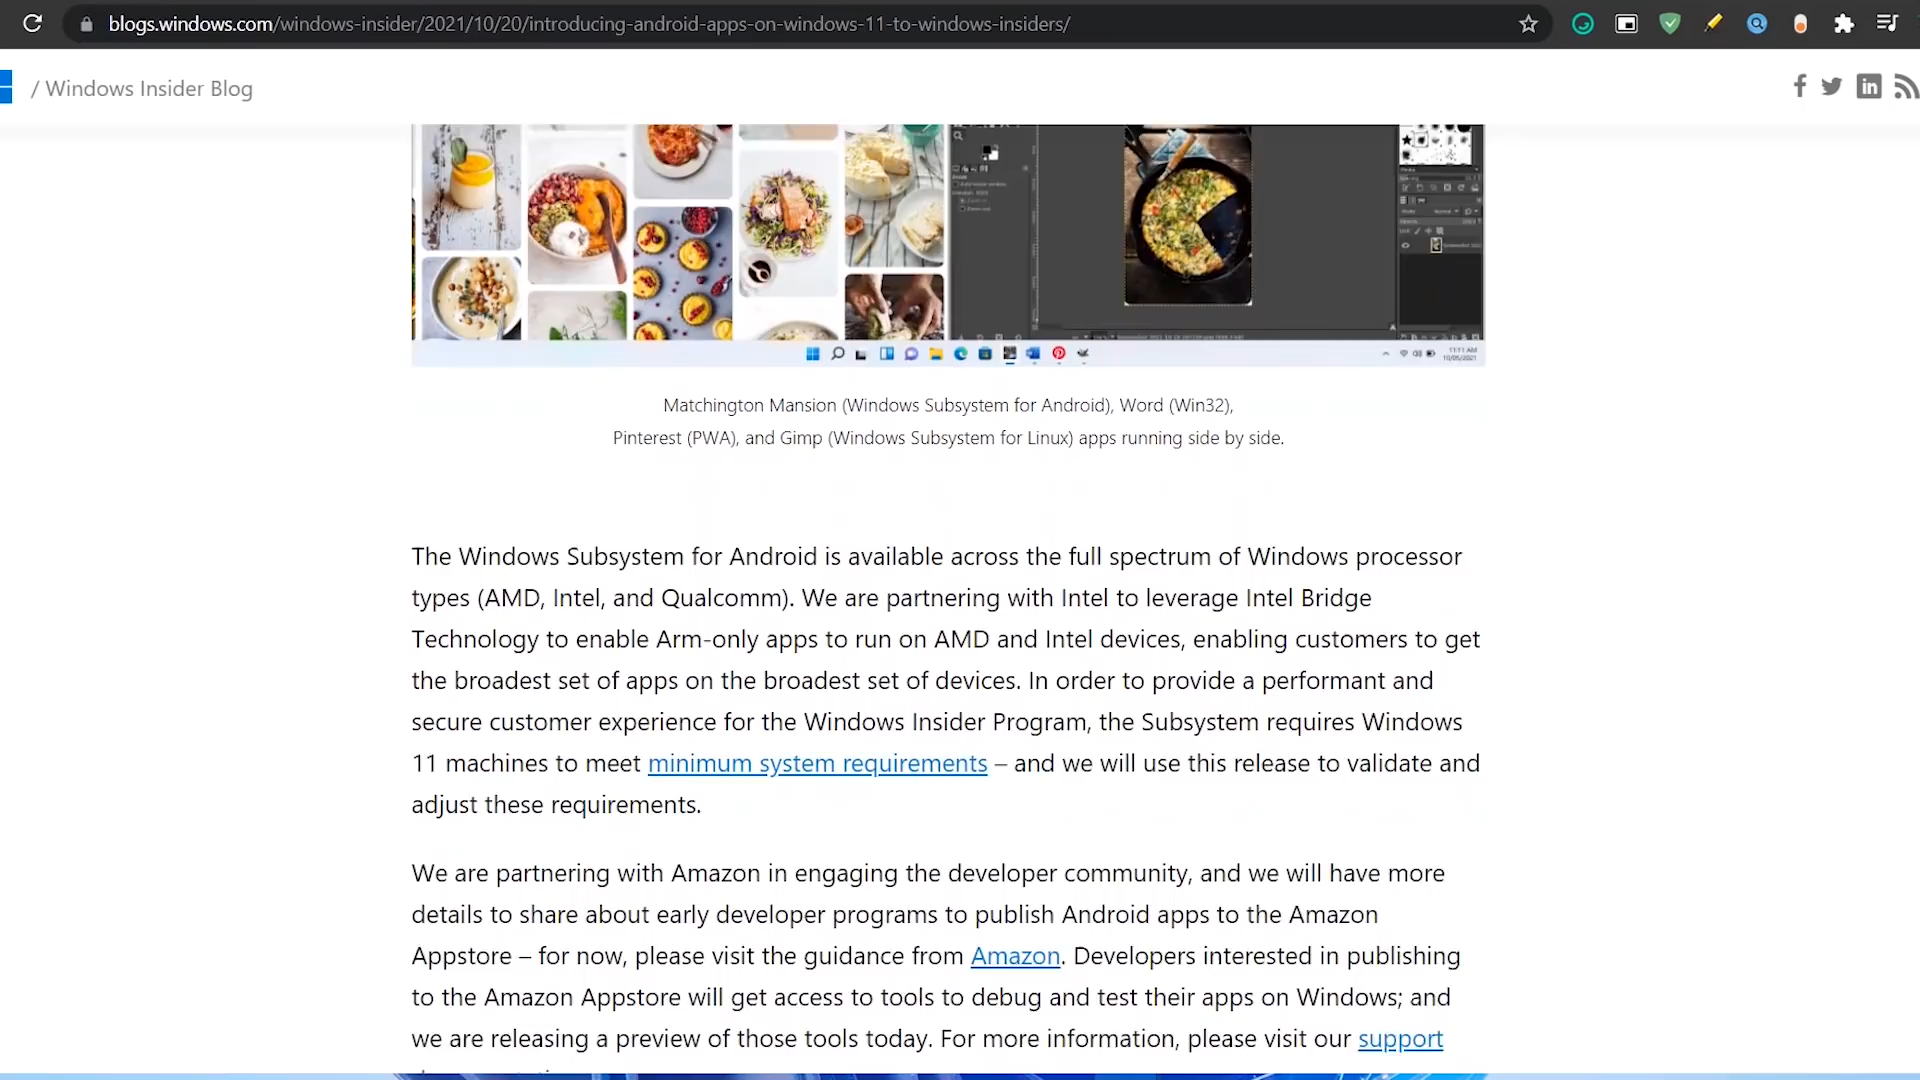 blogs.windows.com/windows-insider/2021/10/20/introducing-android-apps-on-windows-11-to-windows-insiders/
/ Windows Insider Blog
11:11 AM
10/05/2021
Matchington Mansion (Windows Subsystem for Android), Word (Win32),
Pinterest (PWA), and Gimp (Windows Subsystem for Linux) apps running side by side.
The Windows Subsystem for Android is available across the full spectrum of Windows processor
types (AMD, Intel, and Qualcomm). We are partnering with Intel to leverage Intel Bridge
Technology to enable Arm-only apps to run on AMD and Intel devices, enabling customers to get
the broadest set of apps on the broadest set of devices. In order to provide a performant and
secure customer experience for the Windows Insider Program, the Subsystem requires Windows
11 machines to meet minimum system requirements – and we will use this release to validate and
adjust these requirements.
We are partnering with Amazon in engaging the developer community, and we will have more
details to share about early developer programs to publish Android apps to the Amazon
Appstore – for now, please visit the guidance from Amazon. Developers interested in publishing
to the Amazon Appstore will get access to tools to debug and test their apps on Windows; and
we are releasing a preview of those tools today. For more information, please visit our support